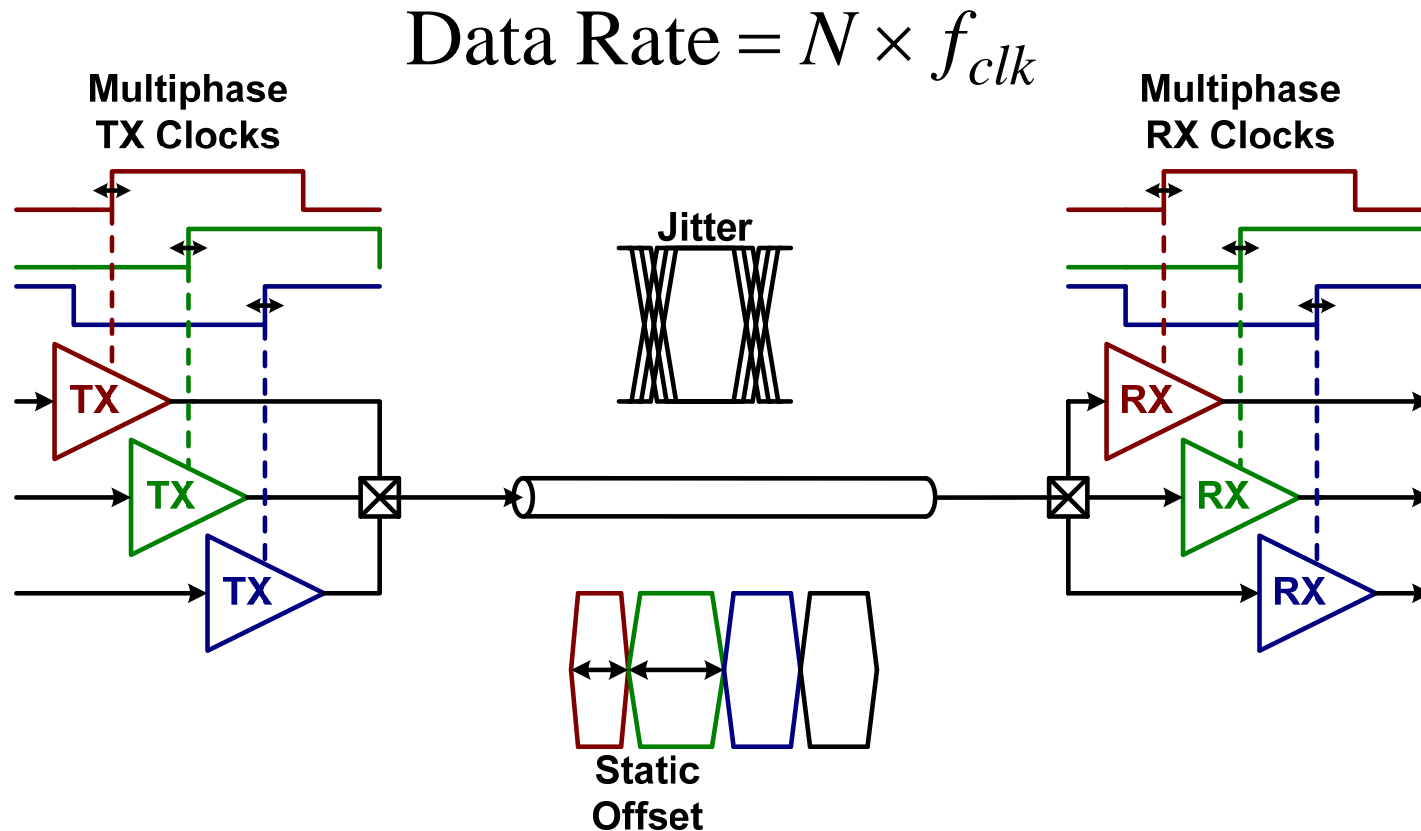 Data Rate = N × f_clk
Multiphase
TX Clocks
Multiphase
RX Clocks
Jitter
TX
RX
TX
RX
TX
RX
Static
Offset